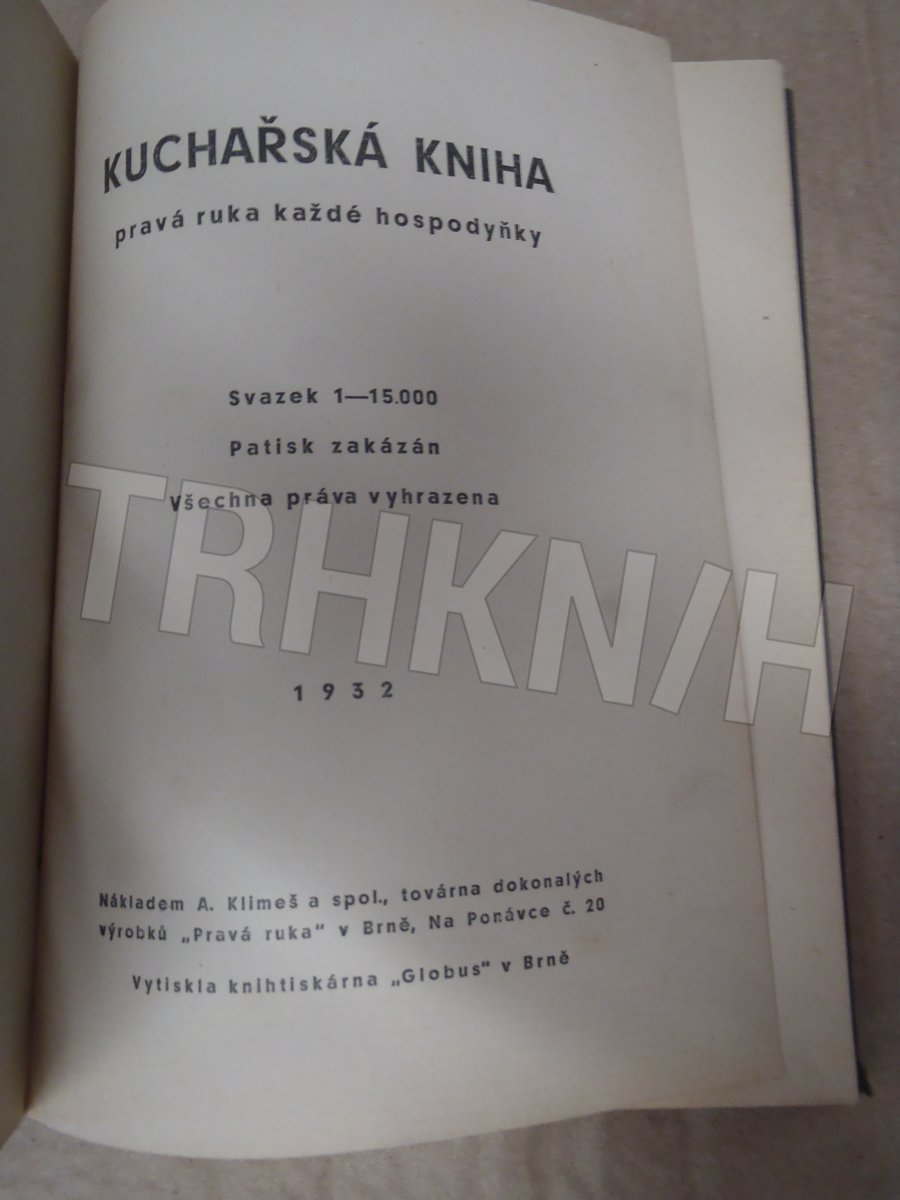 KUCHAŘSKÁ KNIHA
pravá ruka každé hospodyňky
Svazek 1—15.000
Patisk zakázán
Všechna práva vyhrazena
TRHKNIH
1932
Nákladem A. Klimeš a spol., továrna dokonalých
výrobků „Pravá ruka“ v Brně, Na Ponávce č. 20
Vytiskla knihtiskárna „Globus“ v Brně